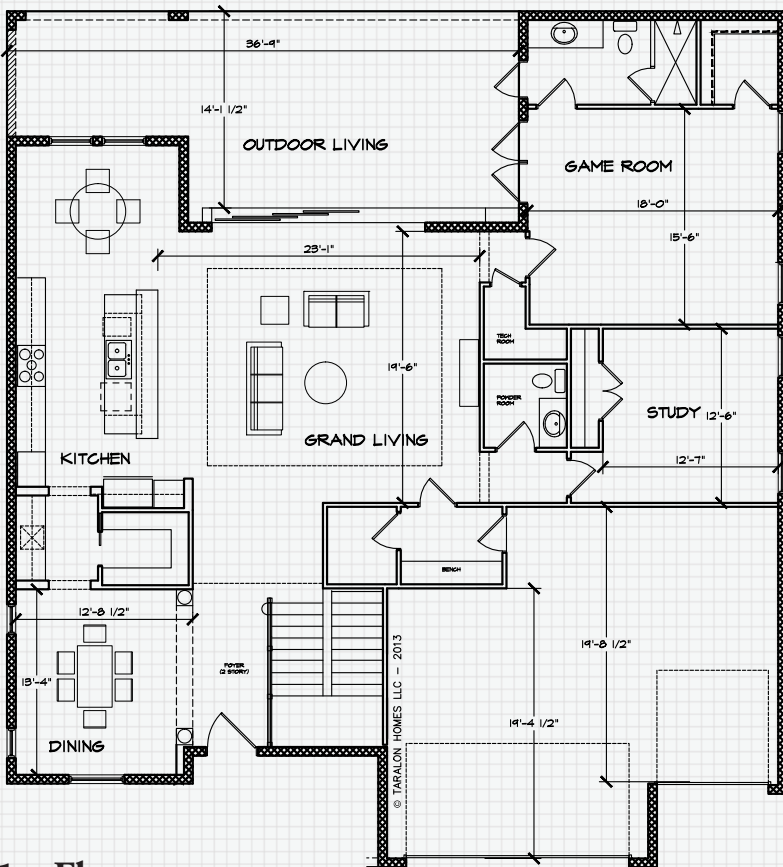 36'-9"
14'-1 1/2"
OUTDOOR LIVING
GAME ROOM
18'-0"
15'-6"
23'-1"
TECH
ROOM
19'-6"
POWDER
ROOM
STUDY
12'-6"
GRAND LIVING
KITCHEN
12'-7"
BENCH
12'-8 1/2"
FOYER
(2 STORY)
19'-8 1/2"
13'-4"
© TARALON HOMES LLC - 2013
19'-4 1/2"
DINING